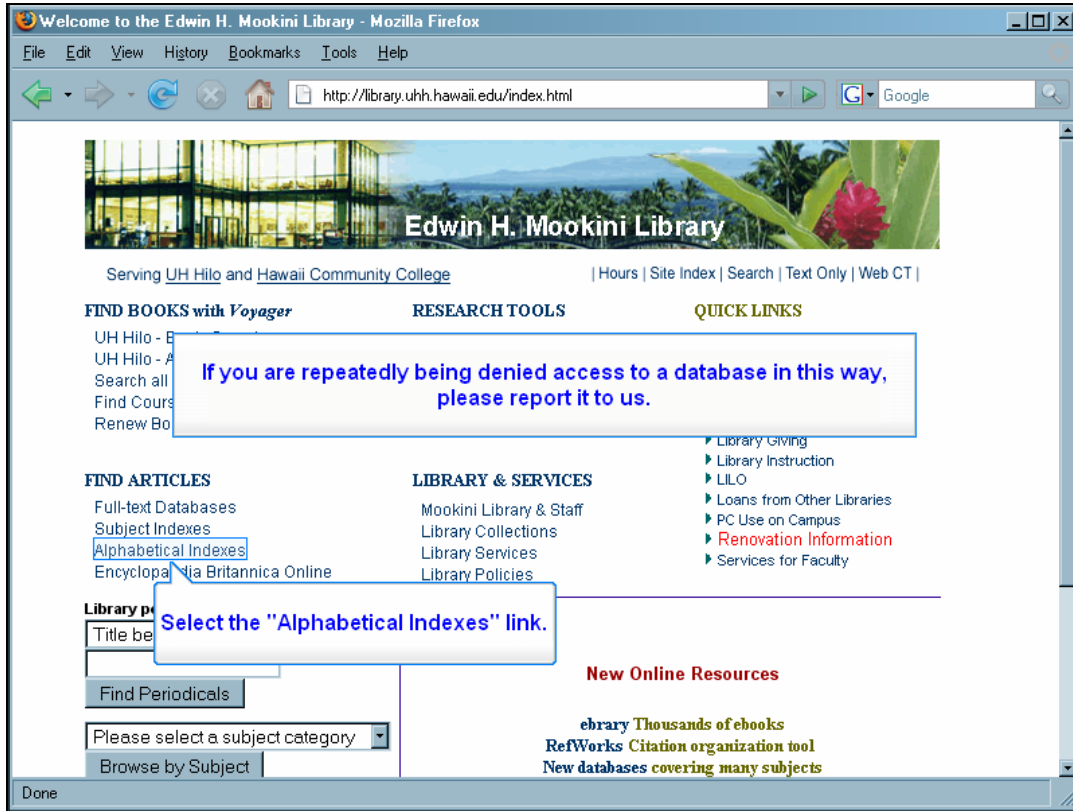 Welcome to the Edwin H. Mookini Library - Mozilla Firefox
File Edit View History Bookmarks Tools Help
http://library.uhh.hawaii.edu/index.html
G Google
Edwin H. Mookini Library
Serving UH Hilo and Hawaii Community College
| Hours | Site Index | Search | Text Only | Web CT |
FIND BOOKS with Voyager
UH Hilo -
UH Hilo -
Search all
Find
Renew
RESEARCH TOOLS
QUICK LINKS
If you are repeatedly being denied access to a database in this way,
please report it to us.
Library Giving
Library Instruction
LILO
Loans from Other Libraries
PC Use on Campus
Renovation Information
Services for Faculty
FIND ARTICLES
Full-text Databases
Subject Indexes
Alphabetical Indexes
Encyclopaedia Britannica Online
LIBRARY & SERVICES
Mookini Library & Staff
Library Collections
Library Services
Library Policies
Select the "Alphabetical Indexes" link.
Library
Title
Find Periodicals
Please select a subject category
Browse by Subject
New Online Resources
ebrary Thousands of ebooks
RefWorks Citation organization tool
New databases covering many subjects
Done